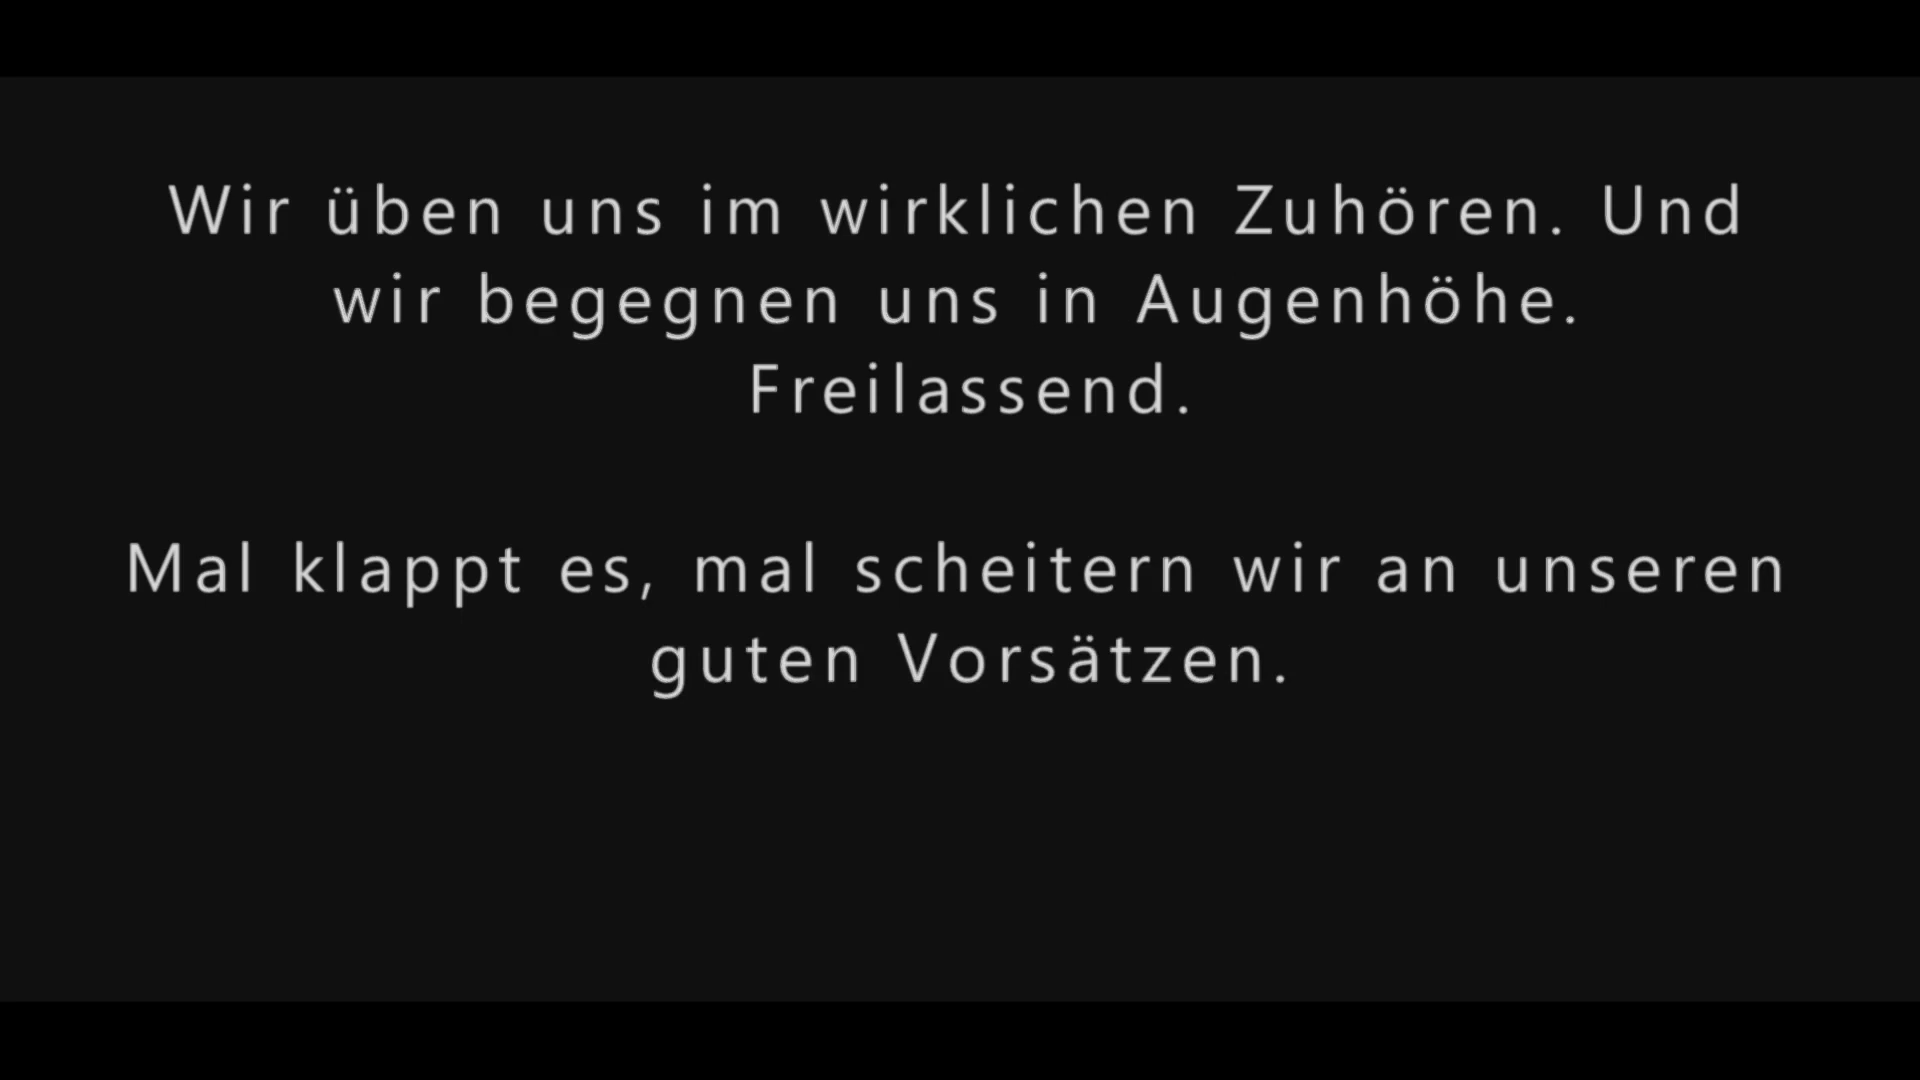 Wir üben uns im wirklichen Zuhören. Und
wir begegnen uns in Augenhöhe.
Freilassend.
Mal klappt es, mal scheitern wir an unseren
guten Vorsätzen.